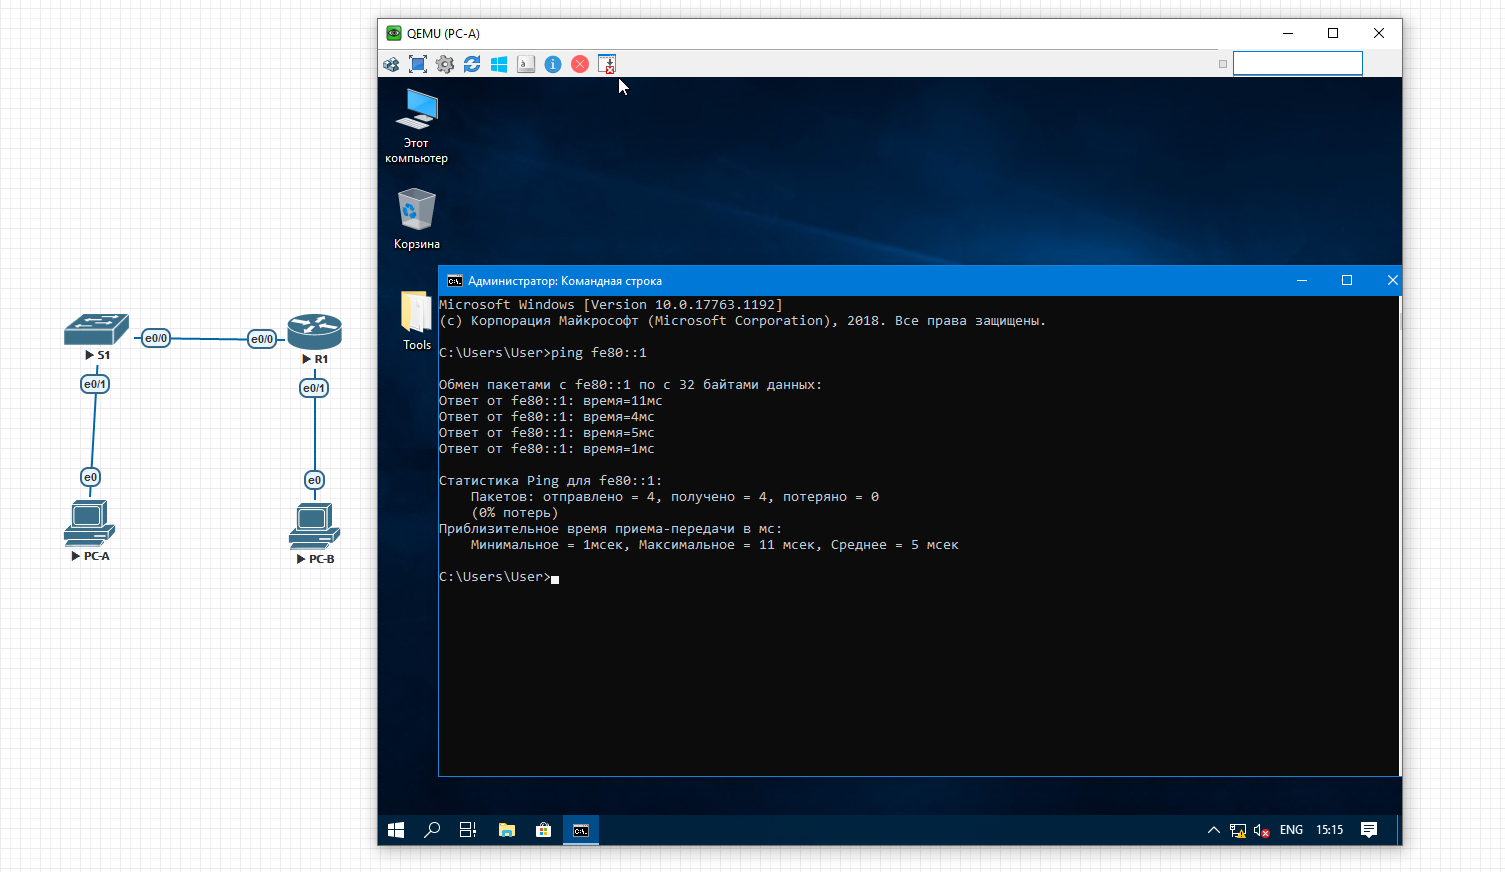 QEMU (PC-A)
Этот
компьютер
Корзина
Tools
Администратор: Командная строка
Microsoft Windows [Version 10.0.17763.1192]
(c) Корпорация Майкрософт (Microsoft Corporation), 2018. Все права защищены.
C:\Users\User>ping fe80::1
Обмен пакетами с fe80::1 по с 32 байтами данных:
Ответ от fe80::1: время=11мс
Ответ от fe80::1: время=4мс
Ответ от fe80::1: время=5мс
Ответ от fe80::1: время=1мс
Статистика Ping для fe80::1:
Пакетов: отправлено = 4, получено = 4, потеряно = 0
(0% потерь)
Приблизительное время приема-передачи в мс:
Минимальное = 1мсек, Максимальное = 11 мсек, Среднее = 5 мсек
C:\Users\User>
ENG 15:15
e0/0 e0/0
S1 R1
e0/1 e0/1
e0 e0
PC-A PC-B